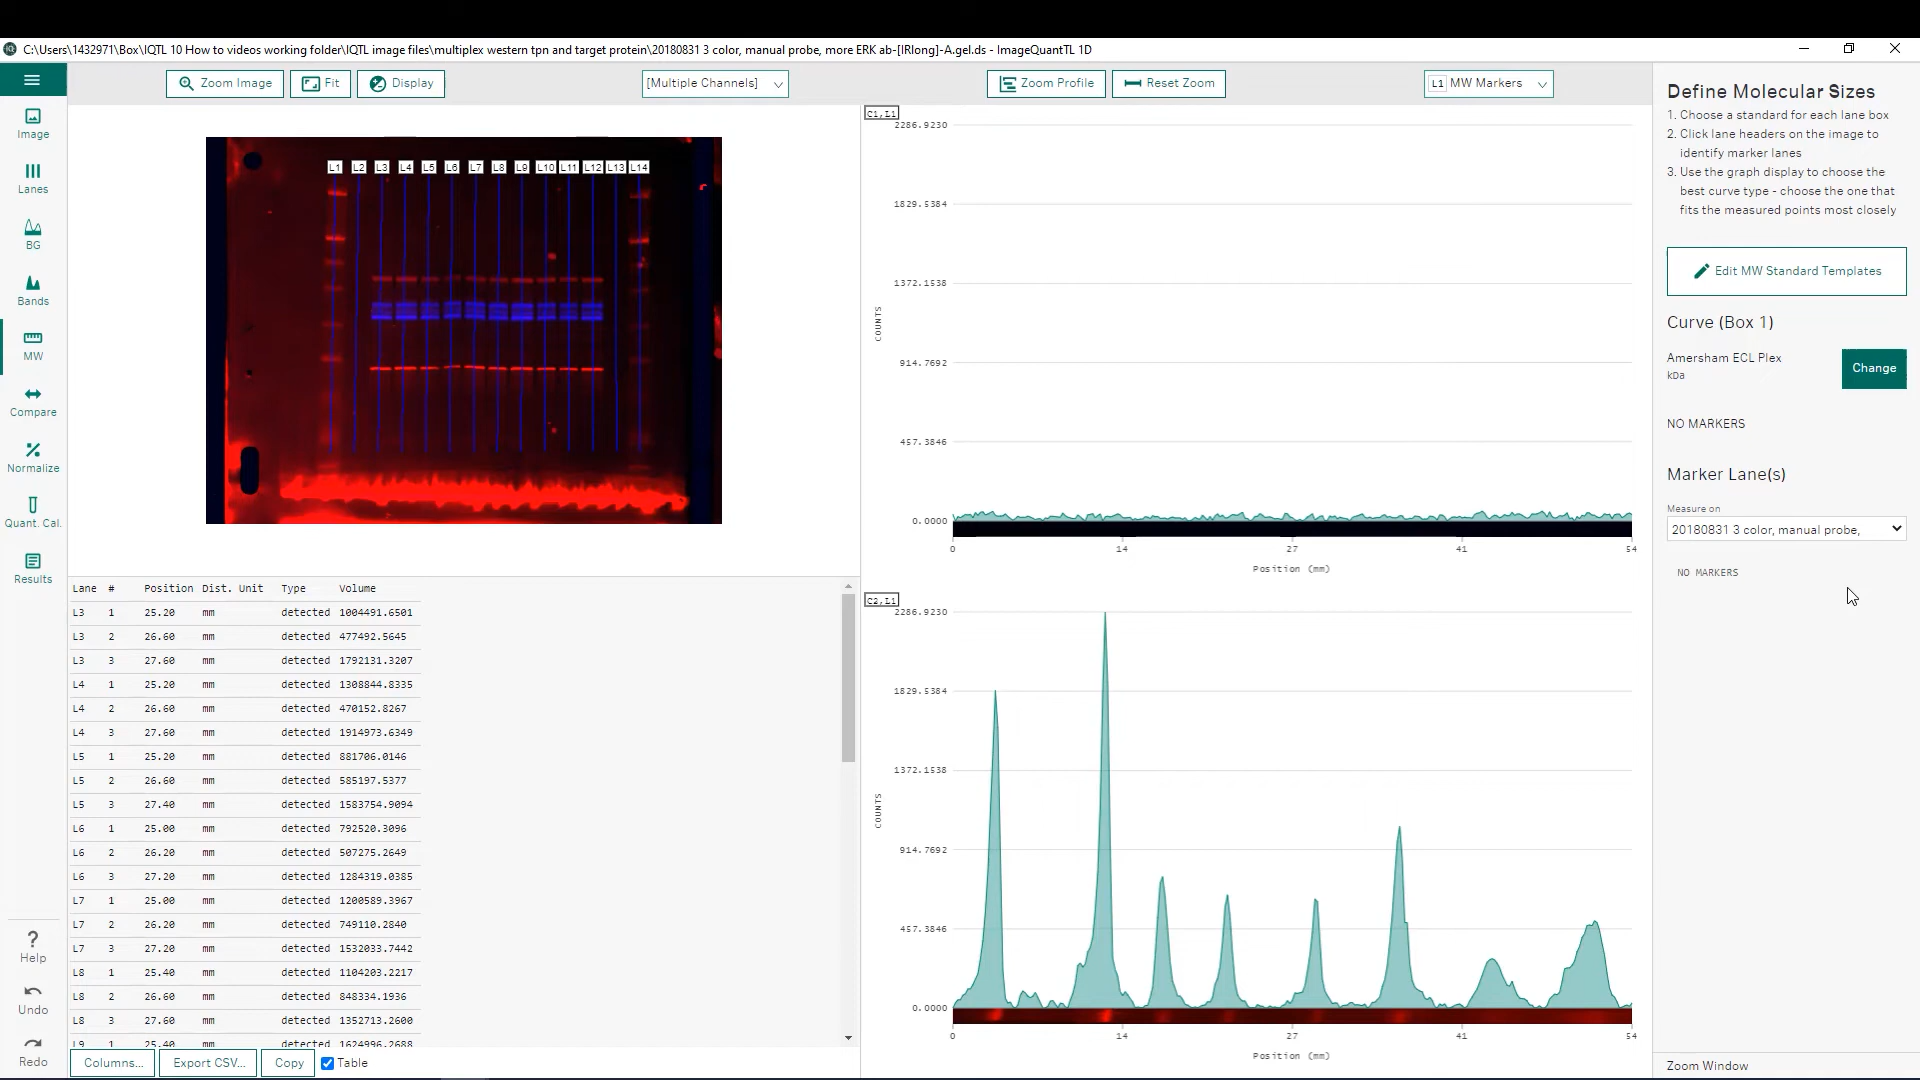 C:\Users\1432971\Box\IQTL 10 How to videos working folder\IQTL image files\multiplex western tpn and target protein\20180831 3 color, manual probe, more ERK ab-[IRlong]-A.gel.ds - ImageQuantTL 1D
Zoom Image
Fit
Display
[Multiple Channels]
Zoom Profile
Reset Zoom
L1 MW Markers
Image
Lanes
BG
Bands
MW
Compare
Normalize
Quant. Cal.
Results
Help
Undo
Redo
L1 L2 L3 L4 L5 L6 L7 L8 L9 L10 L11 L12 L13 L14
Lane # Position Dist. Unit Type Volume
L3 1 25.20 mm detected 1004491.6501
L3 2 26.60 mm detected 477492.5645
L3 3 27.60 mm detected 1792131.3207
L4 1 25.20 mm detected 1308844.8335
L4 2 26.60 mm detected 470152.8267
L4 3 27.60 mm detected 1914973.6349
L5 1 25.20 mm detected 881706.0146
L5 2 26.60 mm detected 585197.5377
L5 3 27.40 mm detected 1583754.9094
L6 1 25.00 mm detected 792520.3096
L6 2 26.20 mm detected 507275.2649
L6 3 27.20 mm detected 1284319.0385
L7 1 25.00 mm detected 1200589.3967
L7 2 26.20 mm detected 749110.2840
L7 3 27.20 mm detected 1532033.7442
L8 1 25.40 mm detected 1104203.2217
L8 2 26.60 mm detected 848334.1936
L8 3 27.60 mm detected 1352713.2600
L9 1 25.40 mm detected 1624996.2688
Columns...
Export CSV...
Copy
Table
C1,L1
2286.9230
1829.5384
1372.1538
914.7692
457.3846
0.0000
COUNTS
0 14 27 41 54
Position (mm)
C2,L1
2286.9230
1829.5384
1372.1538
914.7692
457.3846
0.0000
COUNTS
0 14 27 41 54
Position (mm)
Define Molecular Sizes
1. Choose a standard for each lane box
2. Click lane headers on the image to
identify marker lanes
3. Use the graph display to choose the
best curve type - choose the one that
fits the measured points most closely
Edit MW Standard Templates
Curve (Box 1)
Amersham ECL Plex
kDa
Change
NO MARKERS
Marker Lane(s)
Measure on
20180831 3 color, manual probe,
NO MARKERS
Zoom Window